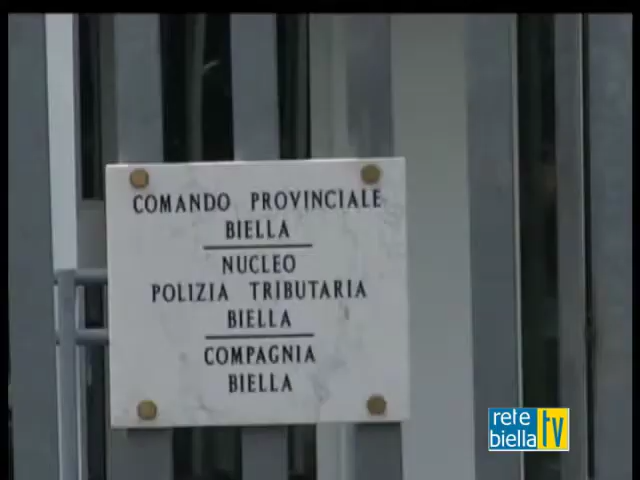 COMANDO PROVINCIALE
BIELLA
NUCLEO
POLIZIA TRIBUTARIA
BIELLA
COMPAGNIA
BIELLA
rete
biella tv